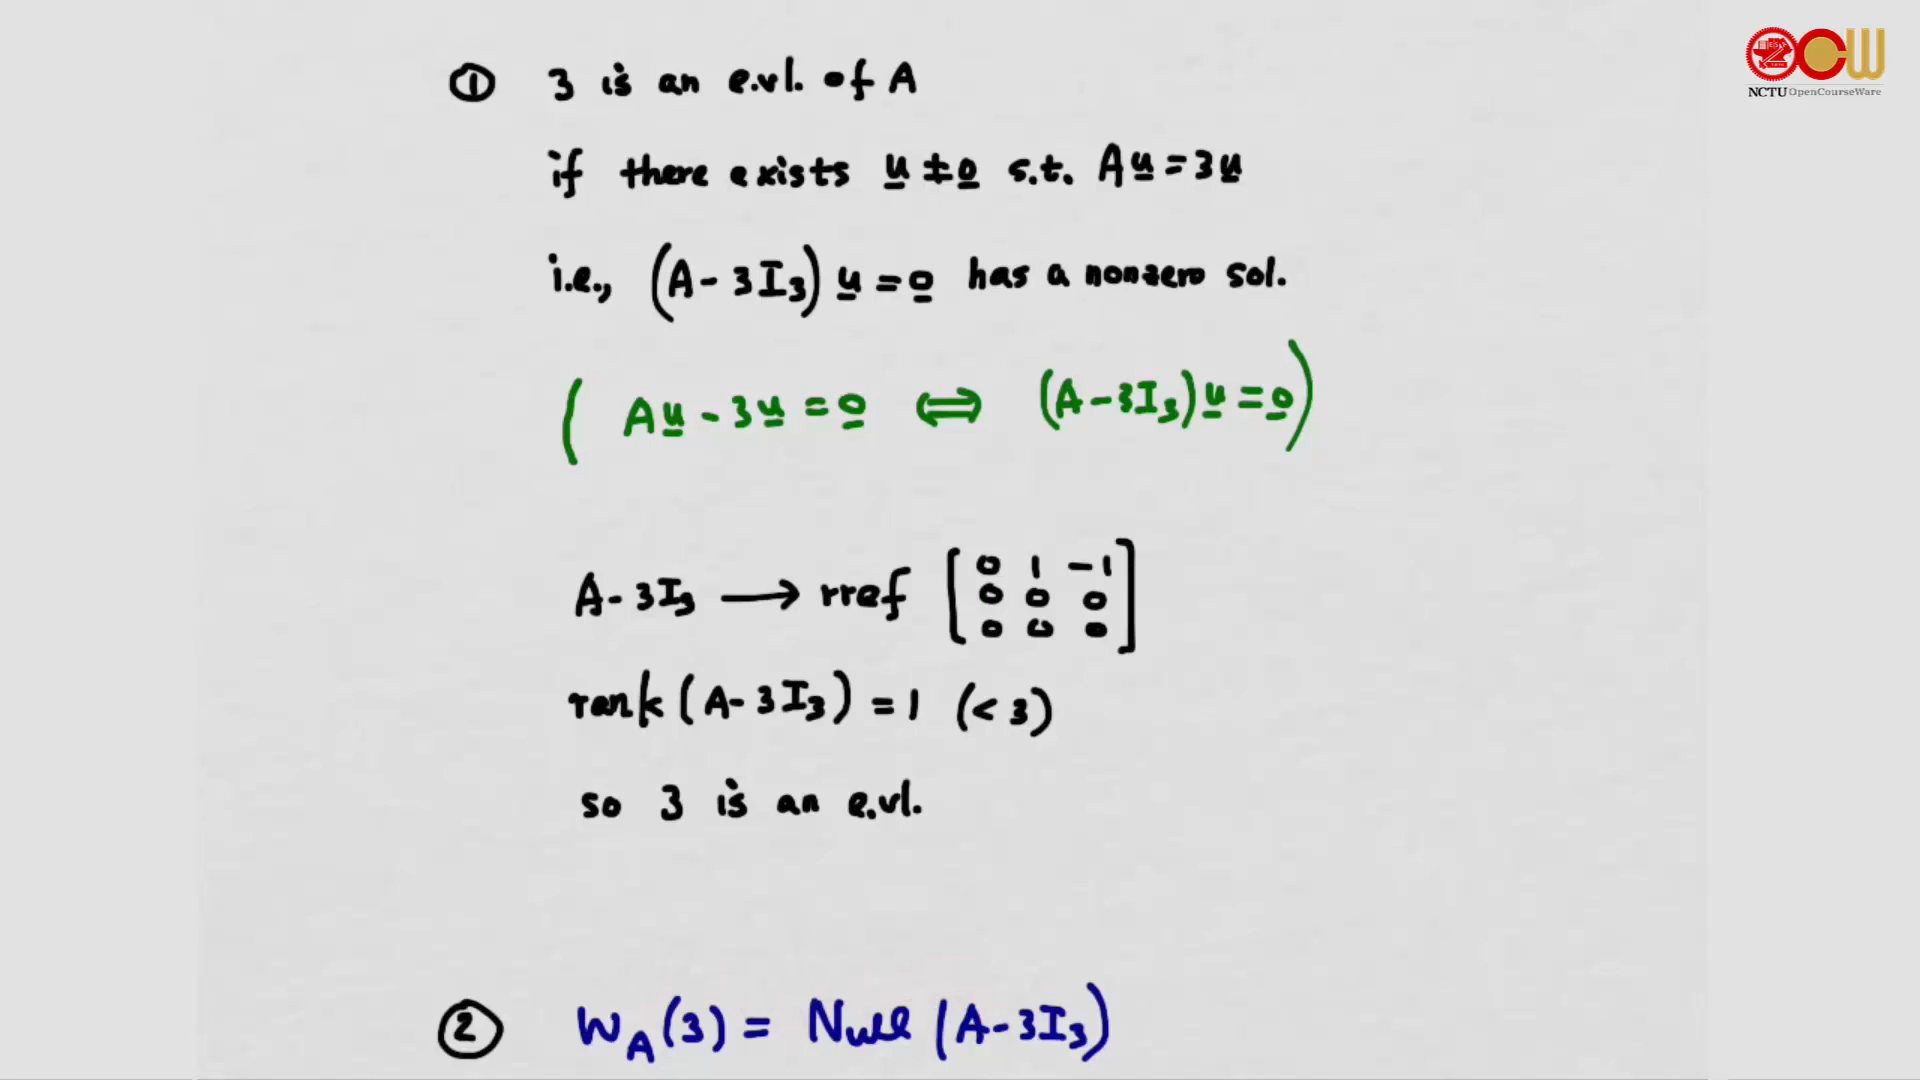 NCTU OpenCourseWare
① 3 is an e.vl. of A
if there exists u ≠ 0 s.t. Au = 3u
i.e., (A - 3I₃) u = 0 has a nonzero sol.
( Au - 3u = 0 ⟺ (A - 3I₃) u = 0 )
A - 3I₃ ⟶ rref [ 0 1 -1
0 0 0
0 0 0 ]
rank (A - 3I₃) = 1 (< 3)
so 3 is an e.vl.
② W_A(3) = Null (A - 3I₃)